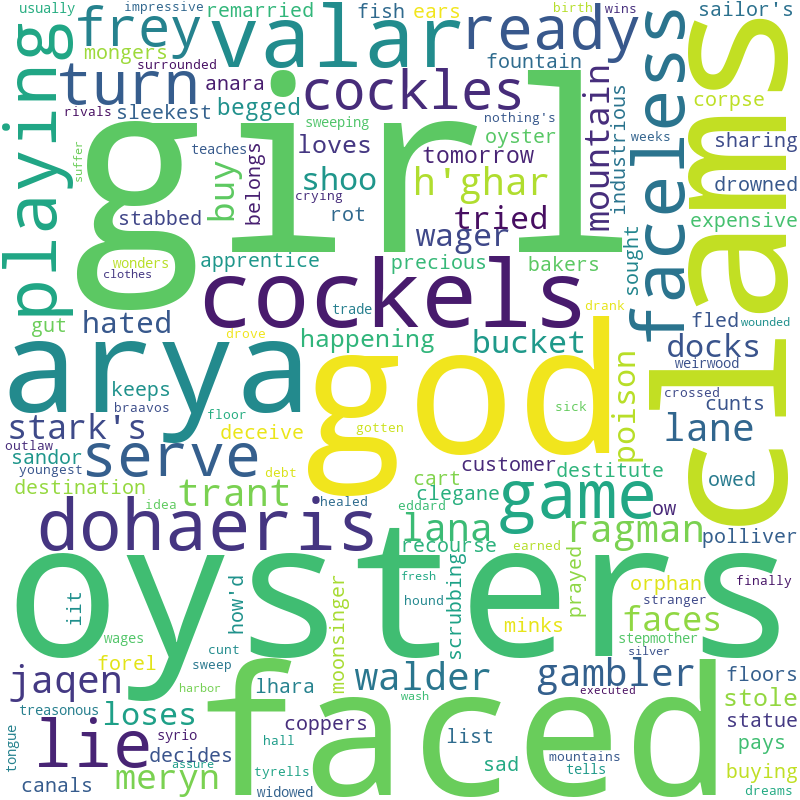 usually
impressive
remarried
fish
ears
birth
wins
sailor's
playing
frey
valar
ready
mongers
surrounded
fountain
turn
anara
cockles
faceless
clams
rivals
sleekest
begged
nothing's
corpse
girl
sweeping
oyster
mountain
industrious
teaches
loves
tomorrow
sharing
suffer
buy
belongs
shoo
h'ghar
drowned
crying
stabbed
rot
tried
expensive
wager
sought
wonders
apprentice
precious
bakers
clothes
cockels
drank
trade
fled
wounded
gut
hated
drove
happening
bucket
docks
weirwood
arya
god
poison
keeps
crossed
braavos
floor
sick
cunts
stark's
deceive
gotten
lane
outlaw
sandor
serve
customer
destitute
youngest
debt
cart
owed
destination
trant
clegane
game
idea
healed
eddard
ow
dohaeris
lana
ragman
polliver
recourse
earned
oysters
how'd
scrubbing
prayed
fresh
orphan
finally
iit
hound
moonsinger
stranger
minks
faces
wages
cunt
stepmother
silver
forel
sweep
walder
gambler
floors
jaqen
harbor
lhara
executed
stole
wash
treasonous
loses
faced
statue
lie
syrio
coppers
list
pays
tongue
decides
hall
mountains
assure
sad
tells
canals
meryn
tyrells
buying
widowed
dreams